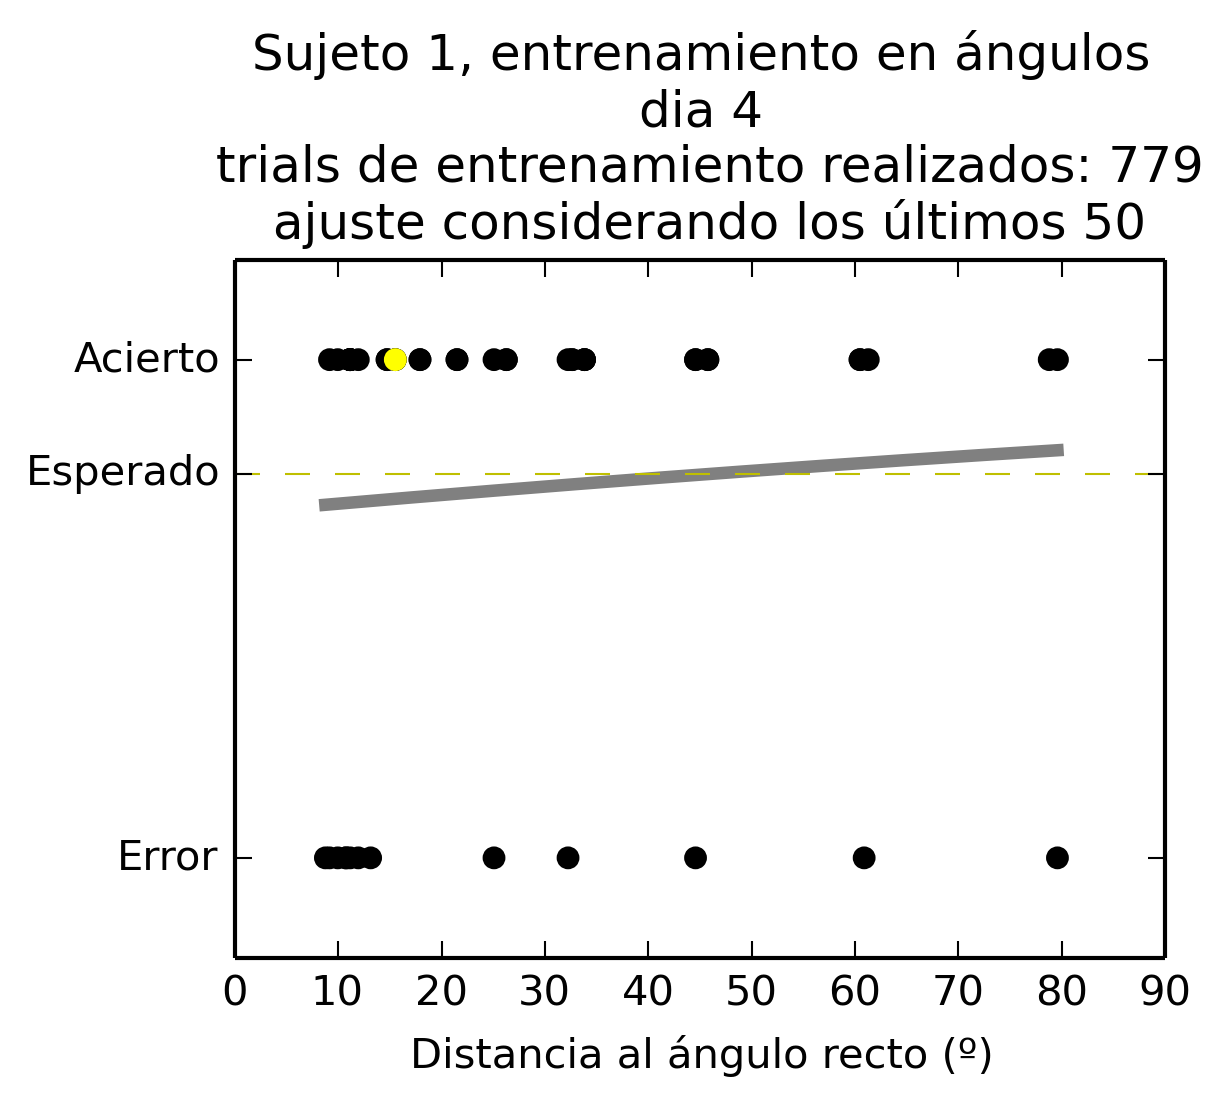 Sujeto 1, entrenamiento en ángulos
dia 4
trials de entrenamiento realizados: 779
ajuste considerando los últimos 50
Acierto
Esperado
Error
0 10 20 30 40 50 60 70 80 90
Distancia al ángulo recto (º)